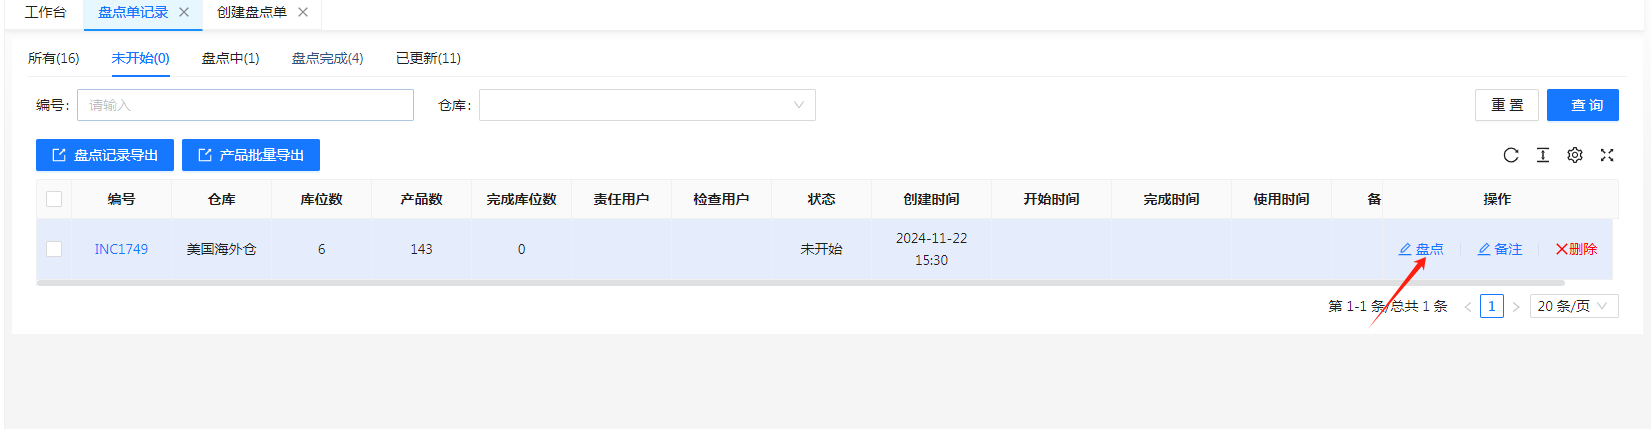 工作台 盘点单记录 创建盘点单
所有(16) 未开始(0) 盘点中(1) 盘点完成(4) 已更新(11)
编号: 请输入 仓库: 重 置 查 询
盘点记录导出 产品批量导出
编号 仓库 库位数 产品数 完成库位数 责任用户 检查用户 状态 创建时间 开始时间 完成时间 使用时间 备 操作
INC1749 美国海外仓 6 143 0 未开始 2024-11-22 15:30 盘点 备注 删除
第 1-1 条/总共 1 条 1 20 条/页